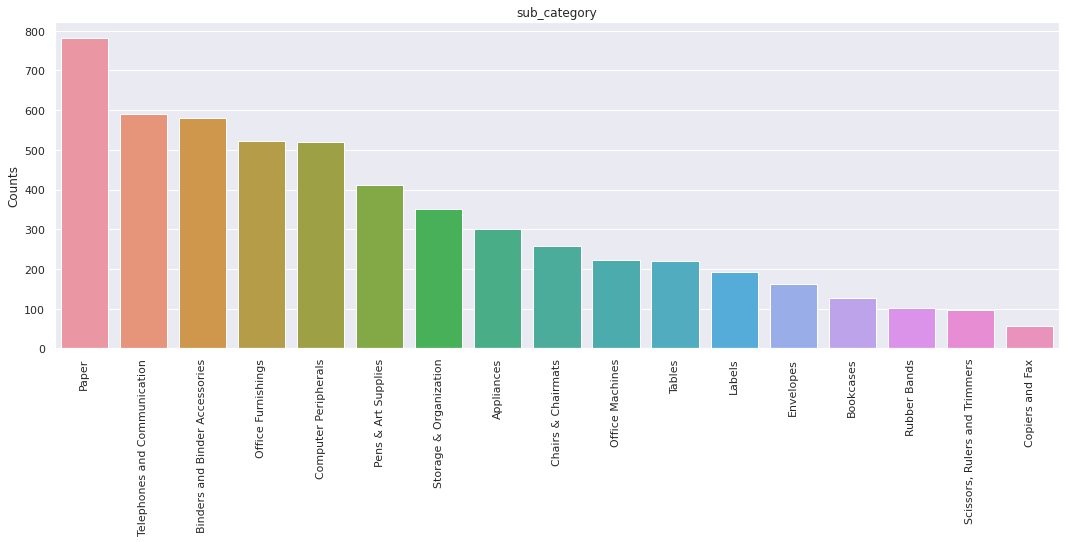 sub_category
Counts
800
700
600
500
400
300
200
100
0
Paper
Telephones and Communication
Binders and Binder Accessories
Office Furnishings
Computer Peripherals
Pens & Art Supplies
Storage & Organization
Appliances
Chairs & Chairmats
Office Machines
Tables
Labels
Envelopes
Bookcases
Rubber Bands
Scissors, Rulers and Trimmers
Copiers and Fax